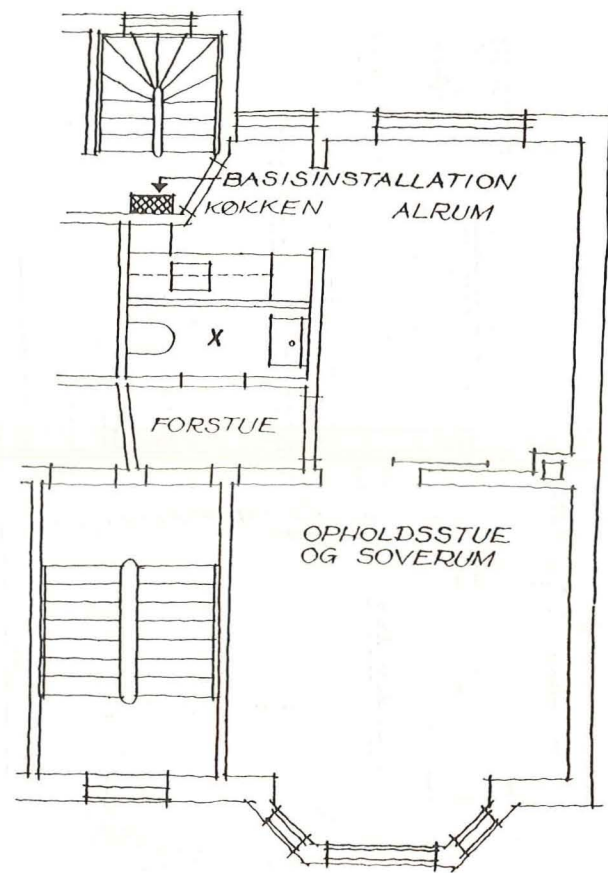 BASISINSTALLATION
KØKKEN ALRUM
X
FORSTUE
OPHOLDSSTUE
OG SOVERUM